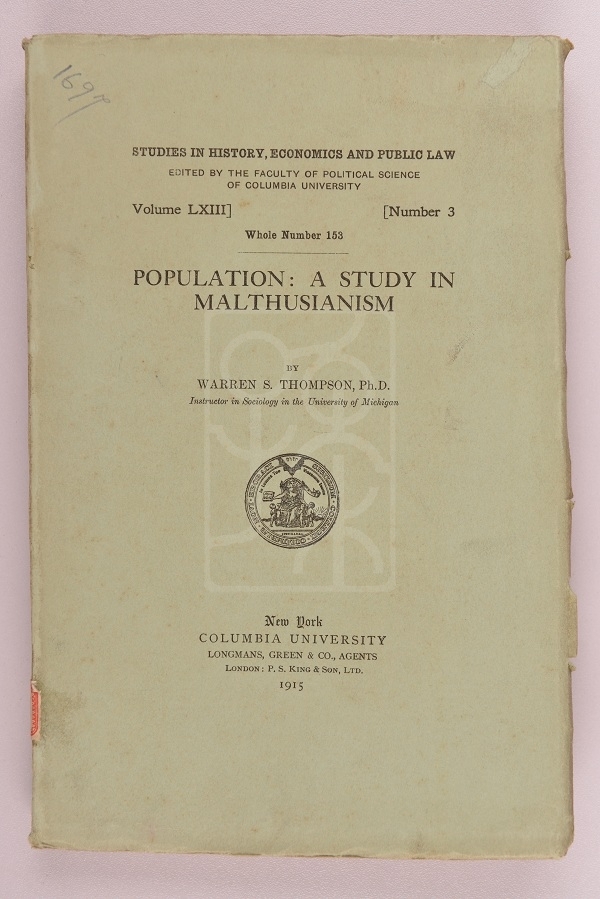 1697
STUDIES IN HISTORY, ECONOMICS AND PUBLIC LAW
EDITED BY THE FACULTY OF POLITICAL SCIENCE
OF COLUMBIA UNIVERSITY
Volume LXIII] [Number 3
Whole Number 153
POPULATION: A STUDY IN
MALTHUSIANISM
BY
WARREN S. THOMPSON, Ph.D.
Instructor in Sociology in the University of Michigan
New York
COLUMBIA UNIVERSITY
LONGMANS, GREEN & CO., AGENTS
LONDON: P. S. KING & SON, LTD.
1915